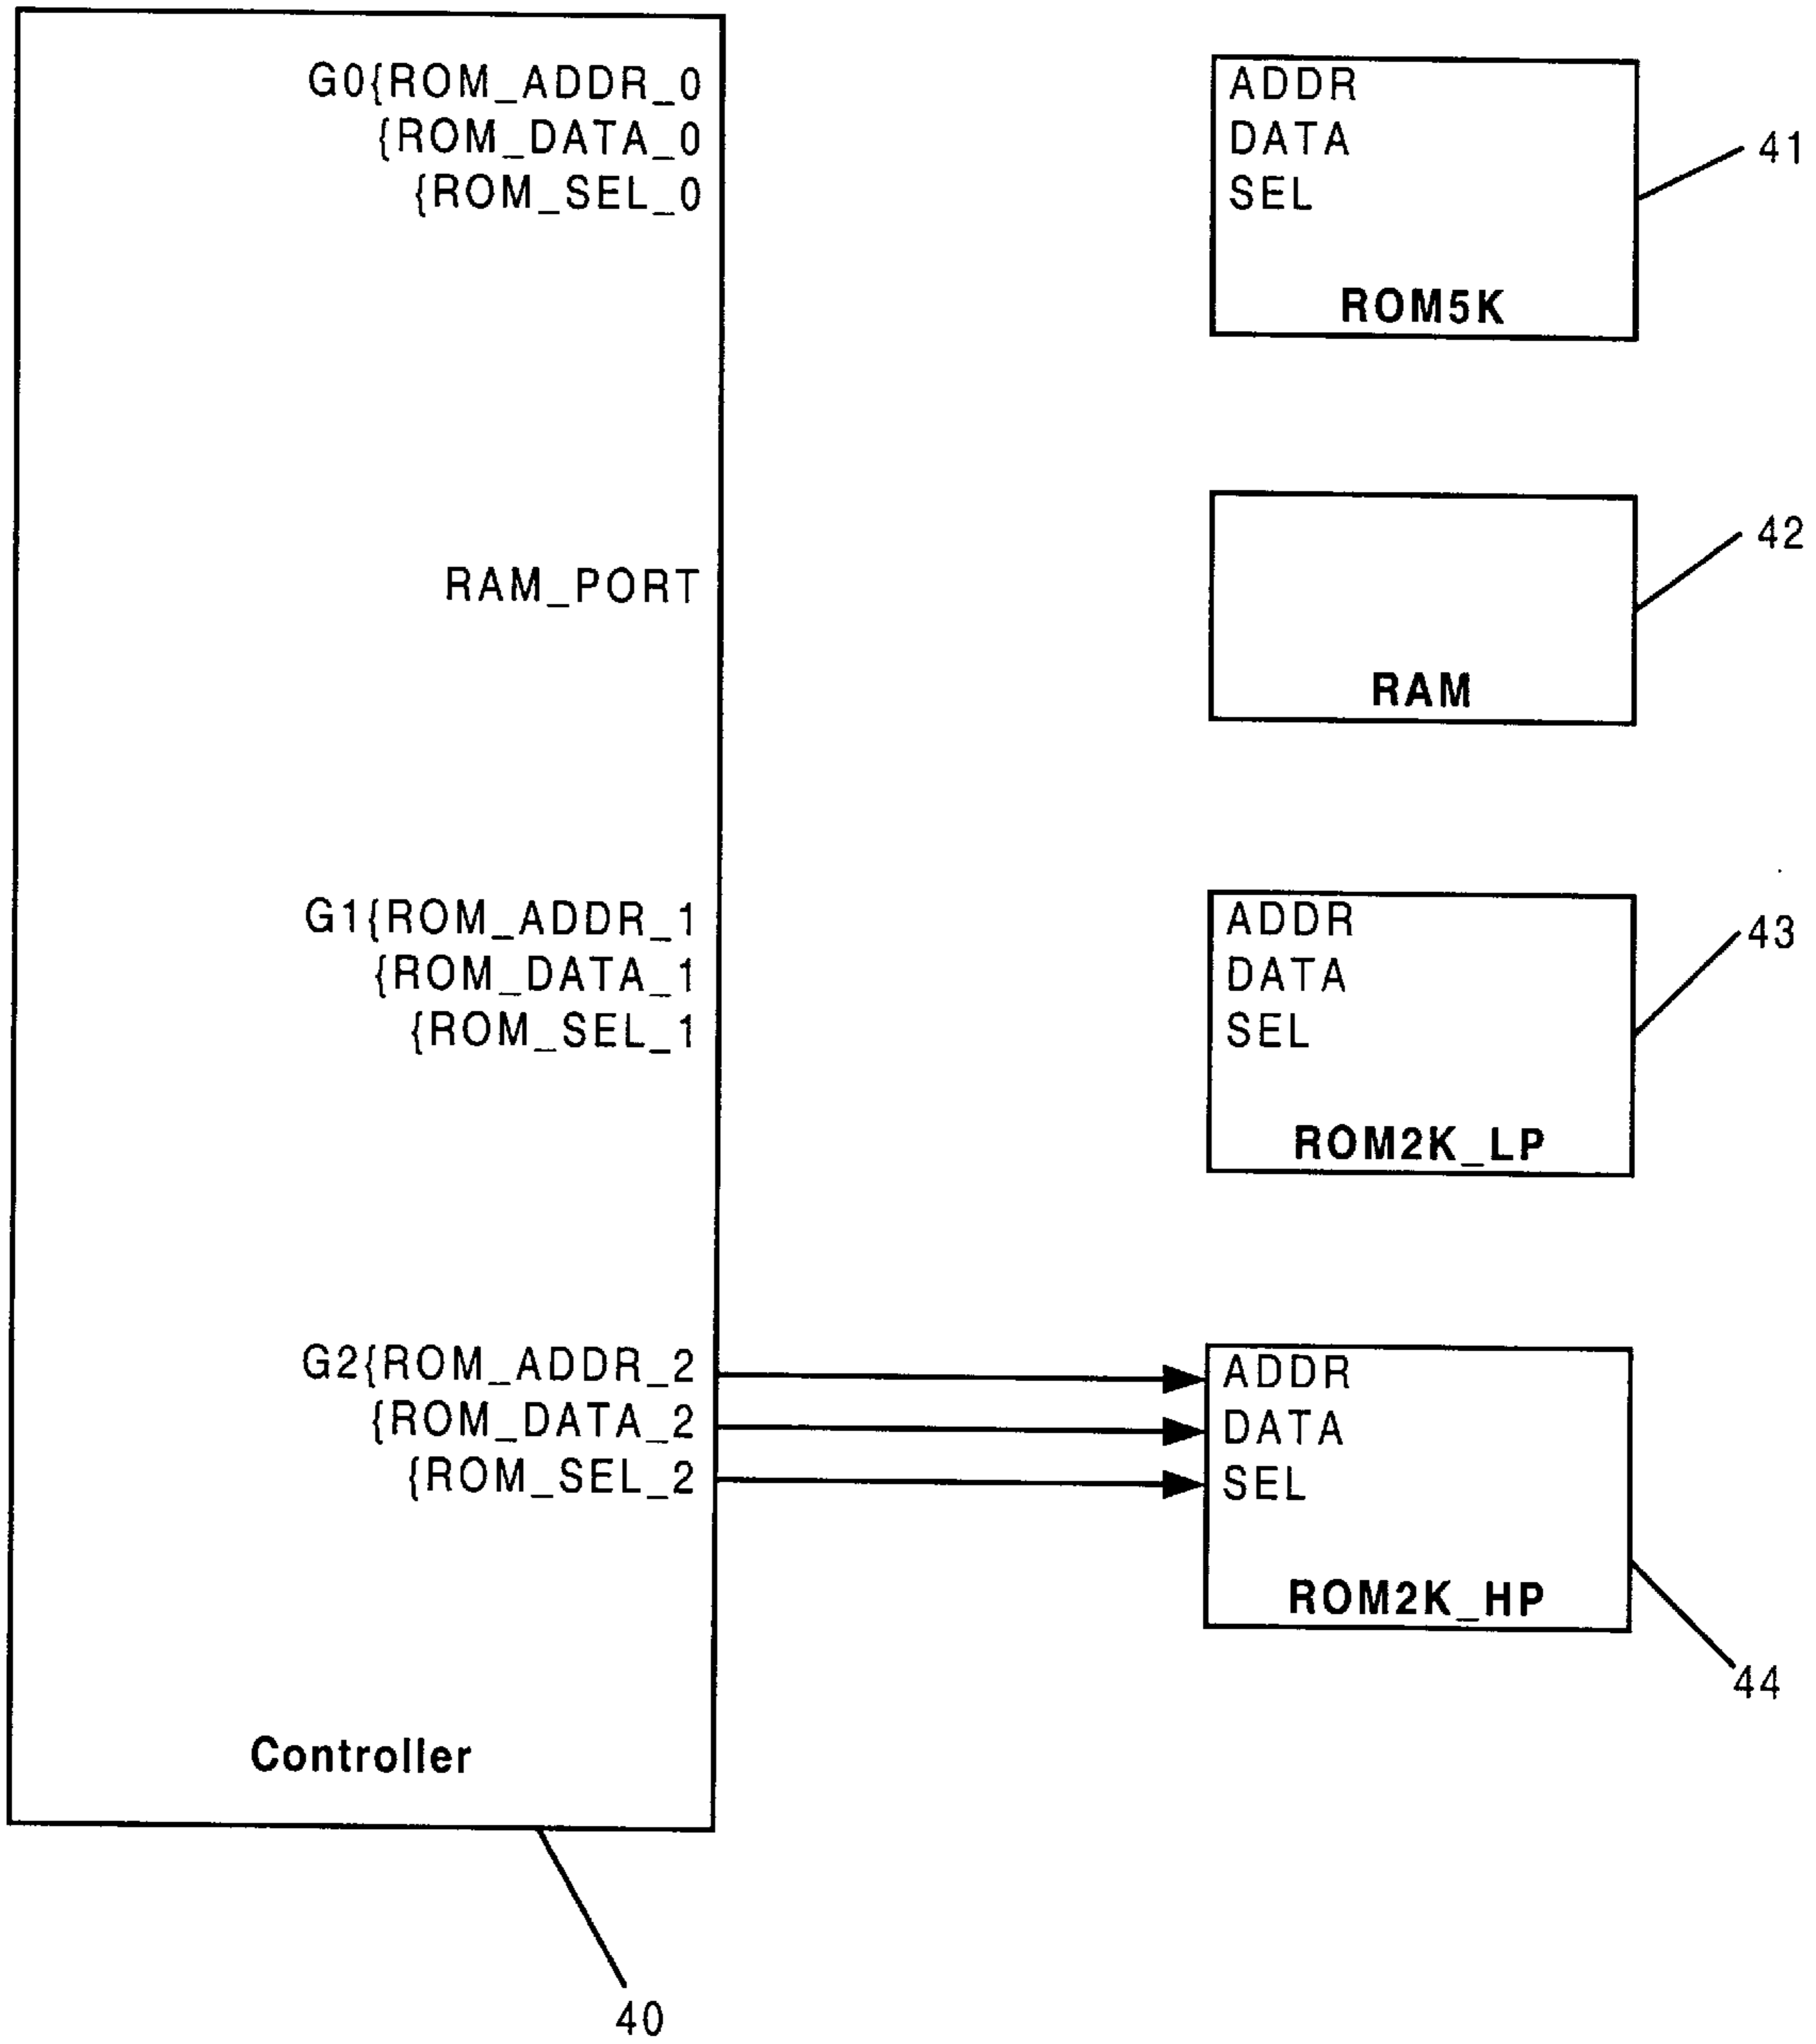 G0{ROM_ADDR_0
{ROM_DATA_0
{ROM_SEL_0
RAM_PORT
G1{ROM_ADDR_1
{ROM_DATA_1
{ROM_SEL_1
G2{ROM_ADDR_2
{ROM_DATA_2
{ROM_SEL_2
Controller
40
ADDR
DATA
SEL
ROM5K
41
RAM
42
ADDR
DATA
SEL
ROM2K_LP
43
ADDR
DATA
SEL
ROM2K_HP
44